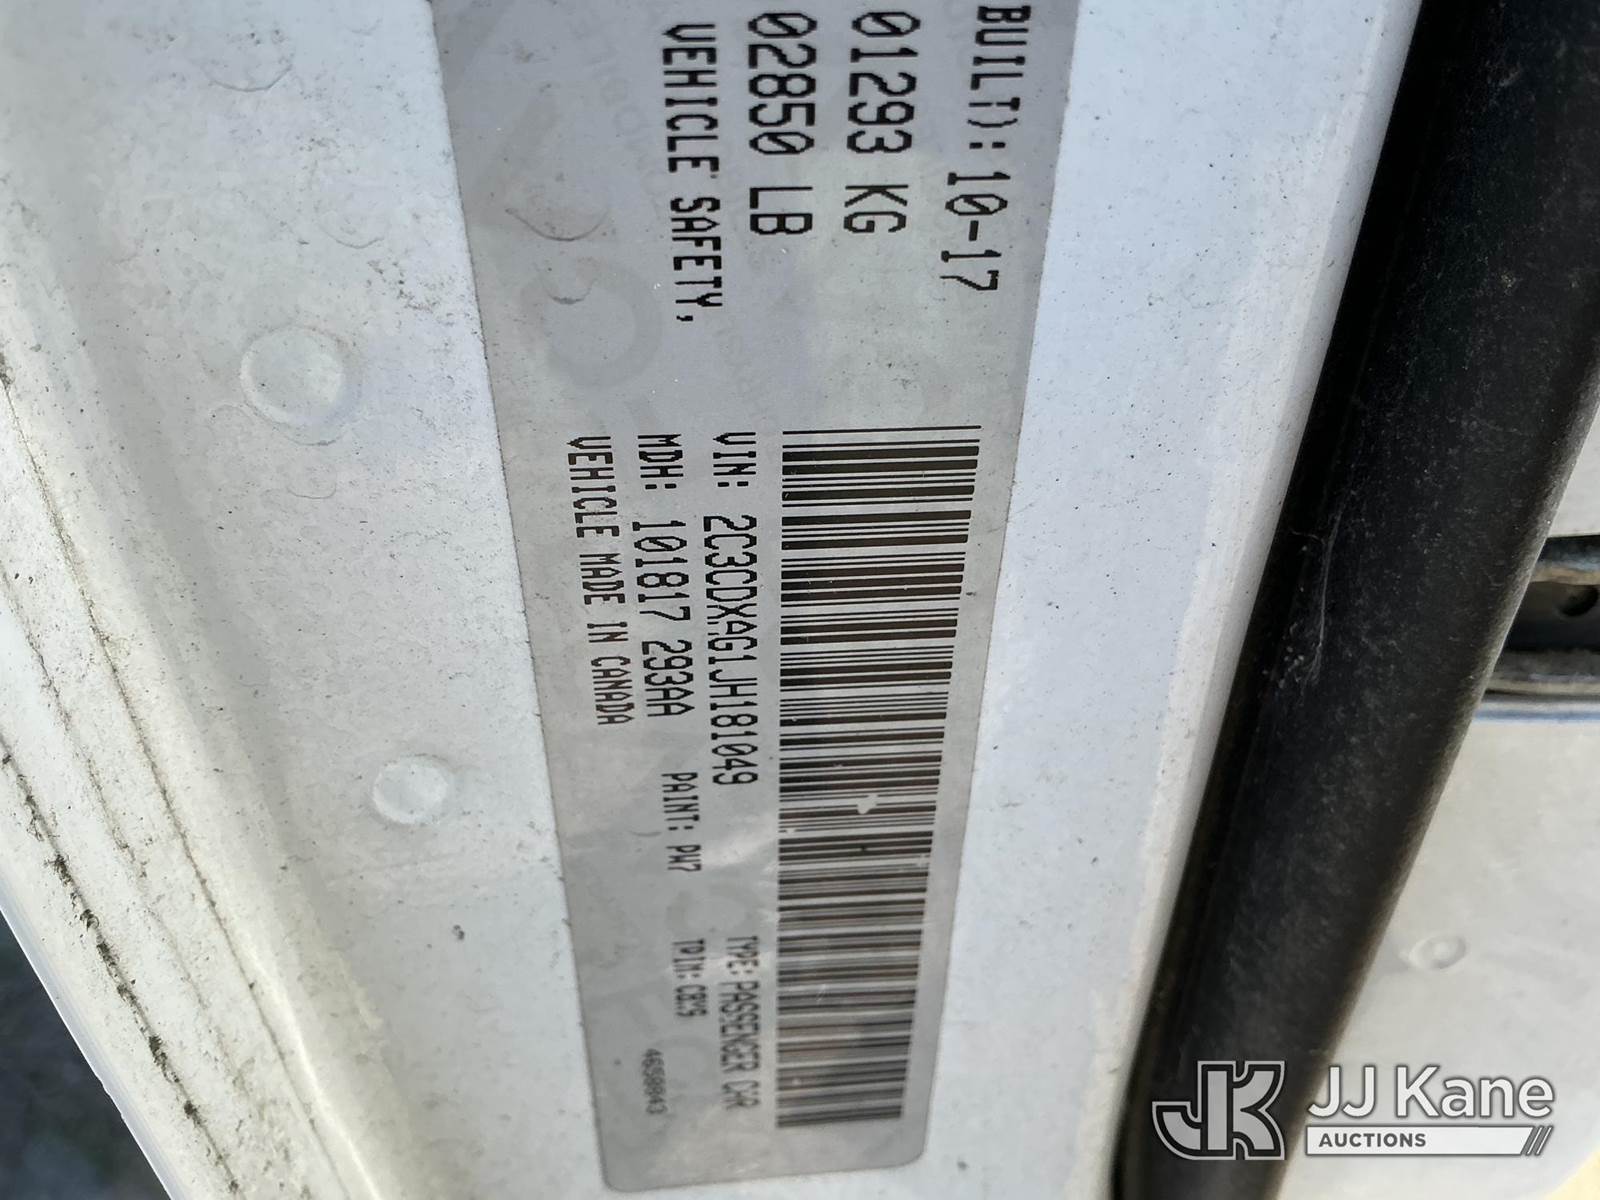 BUILT): 10-17
01293 KG
02850 LB
VEHICLE SAFETY,
VIN: 2C3CDXAG1JH181049
TYPE: PASSENGER CAR
MDH: 101817 293AA
PAINT: PW7
VEHICLE MADE IN CANADA
JK JJ Kane
AUCTIONS